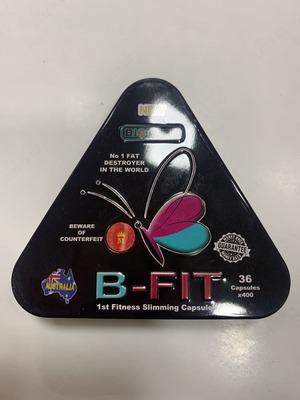 NEW
No 1 FAT
DESTROYER
IN THE WORLD
BEWARE OF
COUNTERFEIT
M
GUARANTEE
AUSTRALIA
B-FIT
36
Capsules
x400
1st Fitness Slimming Capsule